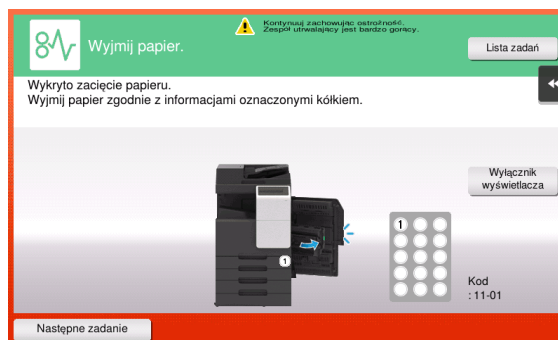 Kontynuuj zachowując ostrożność.
Zespół utrwalający jest bardzo gorący.
Wyjmij papier.
Lista zadań
Wykryto zacięcie papieru.
Wyjmij papier zgodnie z informacjami oznaczonymi kółkiem.
Wyłącznik
wyświetlacza
1
1
Kod
: 11-01
Następne zadanie